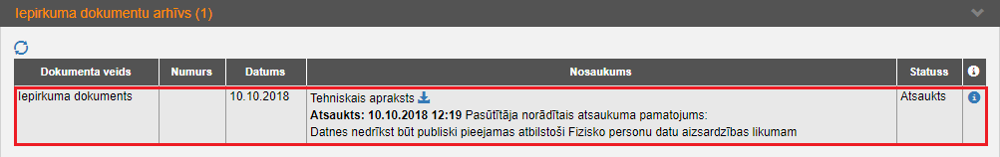 Iepirkuma dokumentu arhīvs (1)
Dokumenta veids Numurs Datums Nosaukums Statuss
Iepirkuma dokuments 10.10.2018 Tehniskais apraksts Atsaukts
Atsaukts: 10.10.2018 12:19 Pasūtītāja norādītais atsaukuma pamatojums:
Datnes nedrīkst būt publiski pieejamas atbilstoši Fizisko personu datu aizsardzības likumam